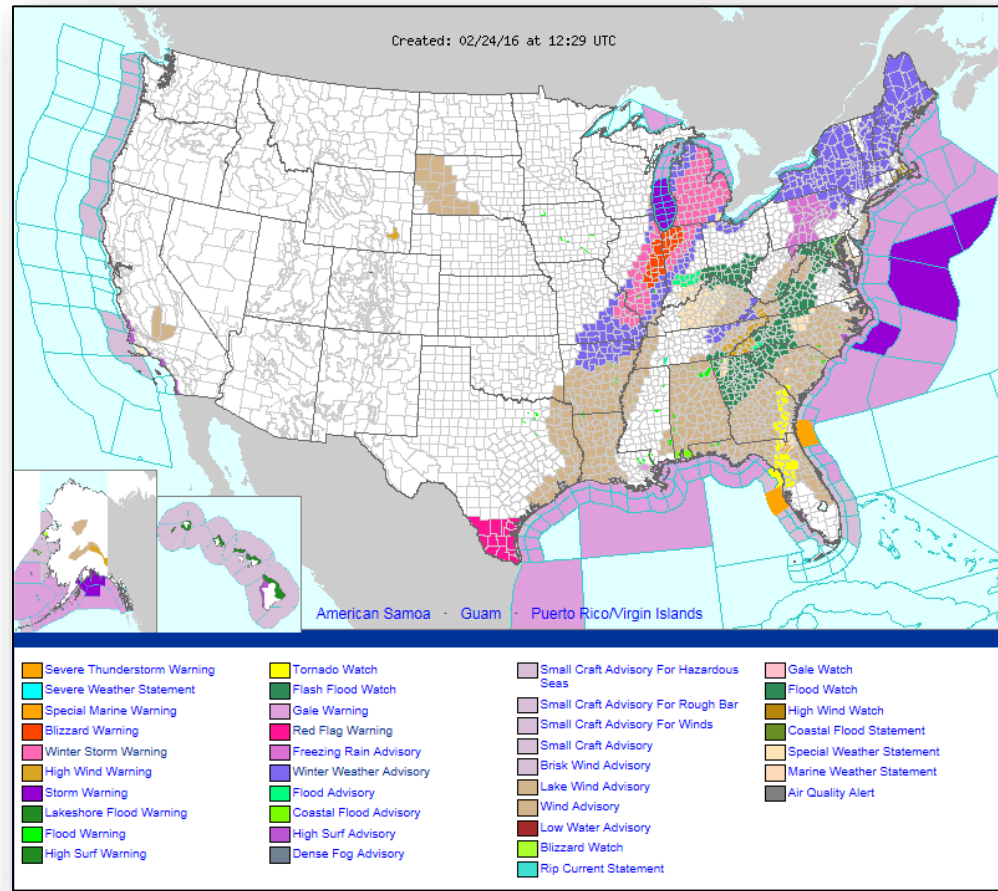 Created: 02/24/16 at 12:29 UTC
American Samoa · Guam · Puerto Rico/Virgin Islands
Severe Thunderstorm Warning
Severe Weather Statement
Special Marine Warning
Blizzard Warning
Winter Storm Warning
High Wind Warning
Storm Warning
Lakeshore Flood Warning
Flood Warning
High Surf Warning
Tornado Watch
Flash Flood Watch
Gale Warning
Red Flag Warning
Freezing Rain Advisory
Winter Weather Advisory
Flood Advisory
Coastal Flood Advisory
High Surf Advisory
Dense Fog Advisory
Small Craft Advisory For Hazardous
Seas
Small Craft Advisory For Rough Bar
Small Craft Advisory For Winds
Small Craft Advisory
Brisk Wind Advisory
Lake Wind Advisory
Wind Advisory
Low Water Advisory
Blizzard Watch
Rip Current Statement
Gale Watch
Flood Watch
High Wind Watch
Coastal Flood Statement
Special Weather Statement
Marine Weather Statement
Air Quality Alert